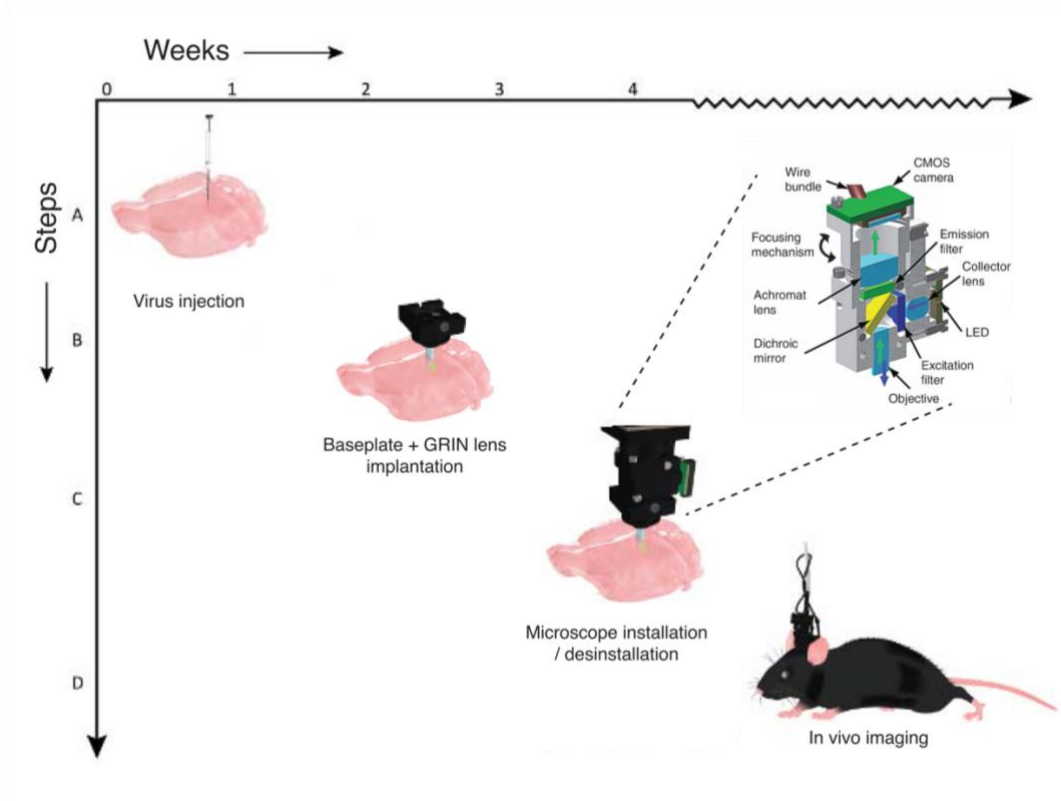 Weeks
0 1 2 3 4
Steps
A
B
C
D
Virus injection
Baseplate + GRIN lens
implantation
Microscope installation
/ desinstallation
In vivo imaging
Wire
bundle
CMOS
camera
Focusing
mechanism
Emission
filter
Collector
lens
Achromat
lens
LED
Dichroic
mirror
Excitation
filter
Objective